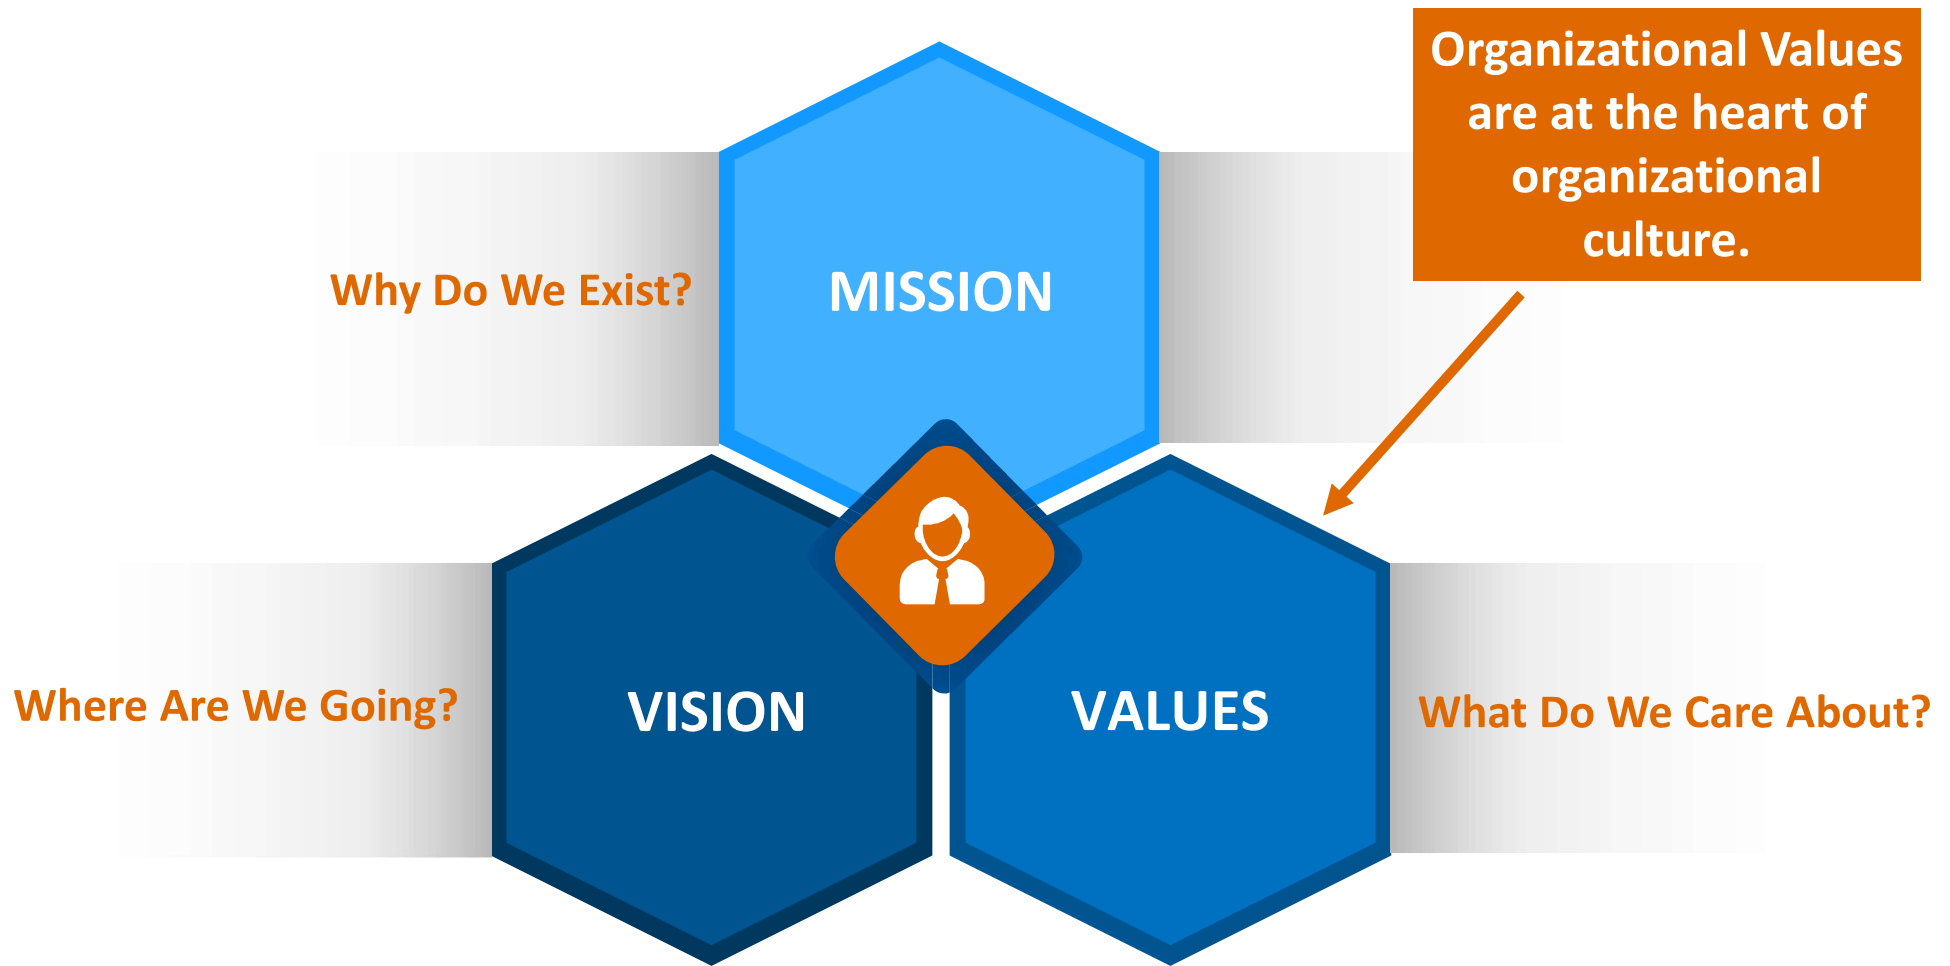 Organizational Values
are at the heart of
organizational
culture.
Why Do We Exist?
MISSION
Where Are We Going?
VISION
VALUES
What Do We Care About?